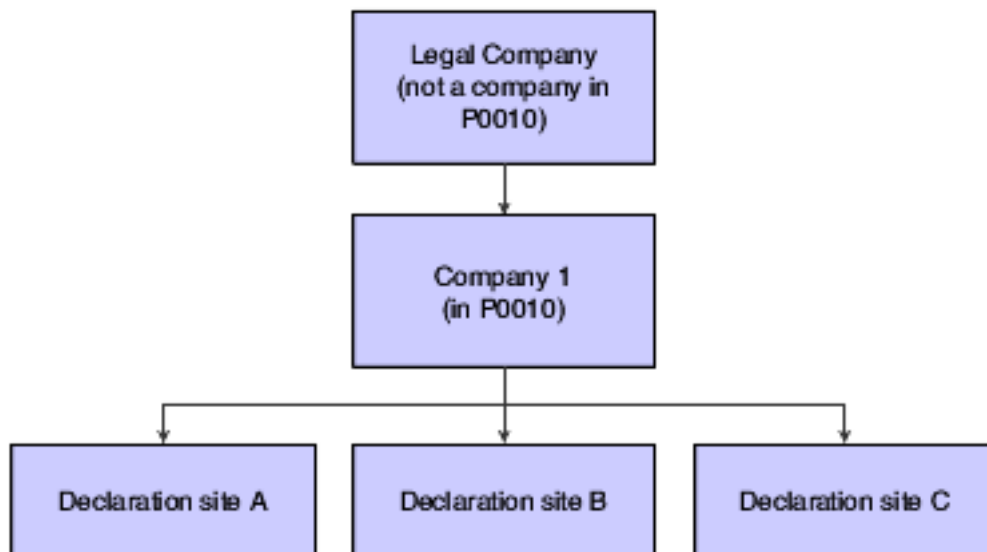 Legal Company
(not a company in
P0010)
Company 1
(in P0010)
Declaration site A
Declaration site B
Declaration site C